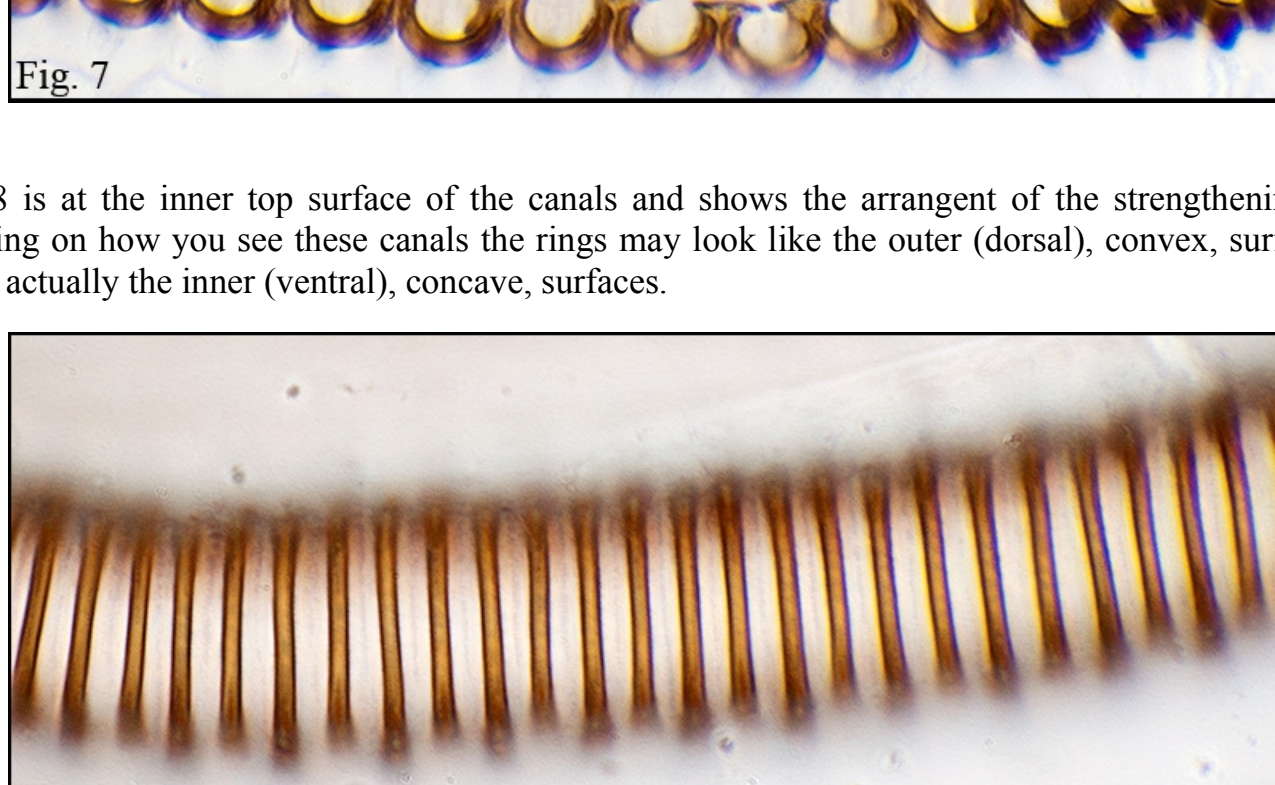 Fig. 7
8 is at the inner top surface of the canals and shows the arrangent of the
ing on how you see these canals the rings may look like the outer (dorsal), convex,
actually the inner (ventral), concave, surfaces.